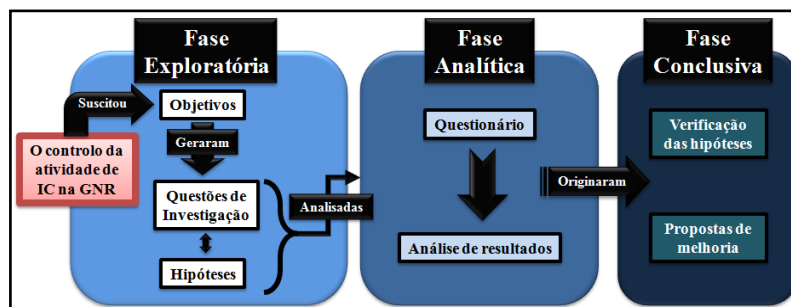 Fase
Exploratória
Suscitou
Objetivos
Geraram
O controlo da
atividade de
IC na GNR
Questões de
Investigação
Hipóteses
Analisadas
Fase
Analítica
Questionário
Análise de resultados
Originaram
Fase
Conclusiva
Verificação
das hipóteses
Propostas de
melhoria